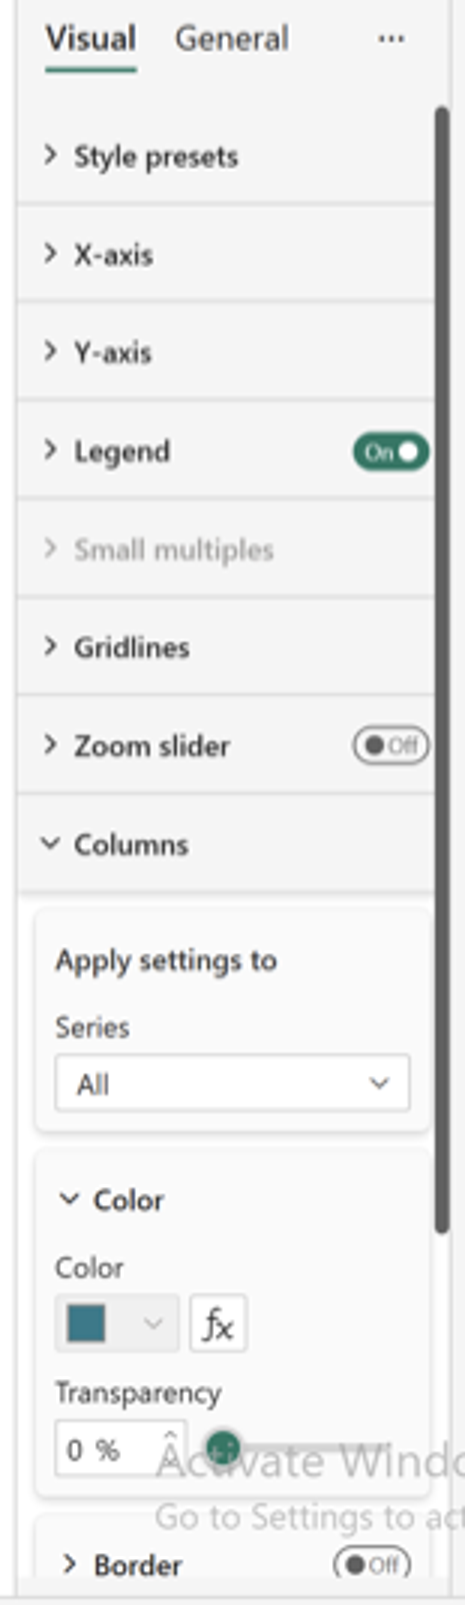 Visual General ...
Style presets
X-axis
Y-axis
Legend On
Small multiples
Gridlines
Zoom slider Off
Columns
Apply settings to
Series
All
Color
Color
fx
Transparency
0 %
Activate Windo
Go to Settings to act
Border Off